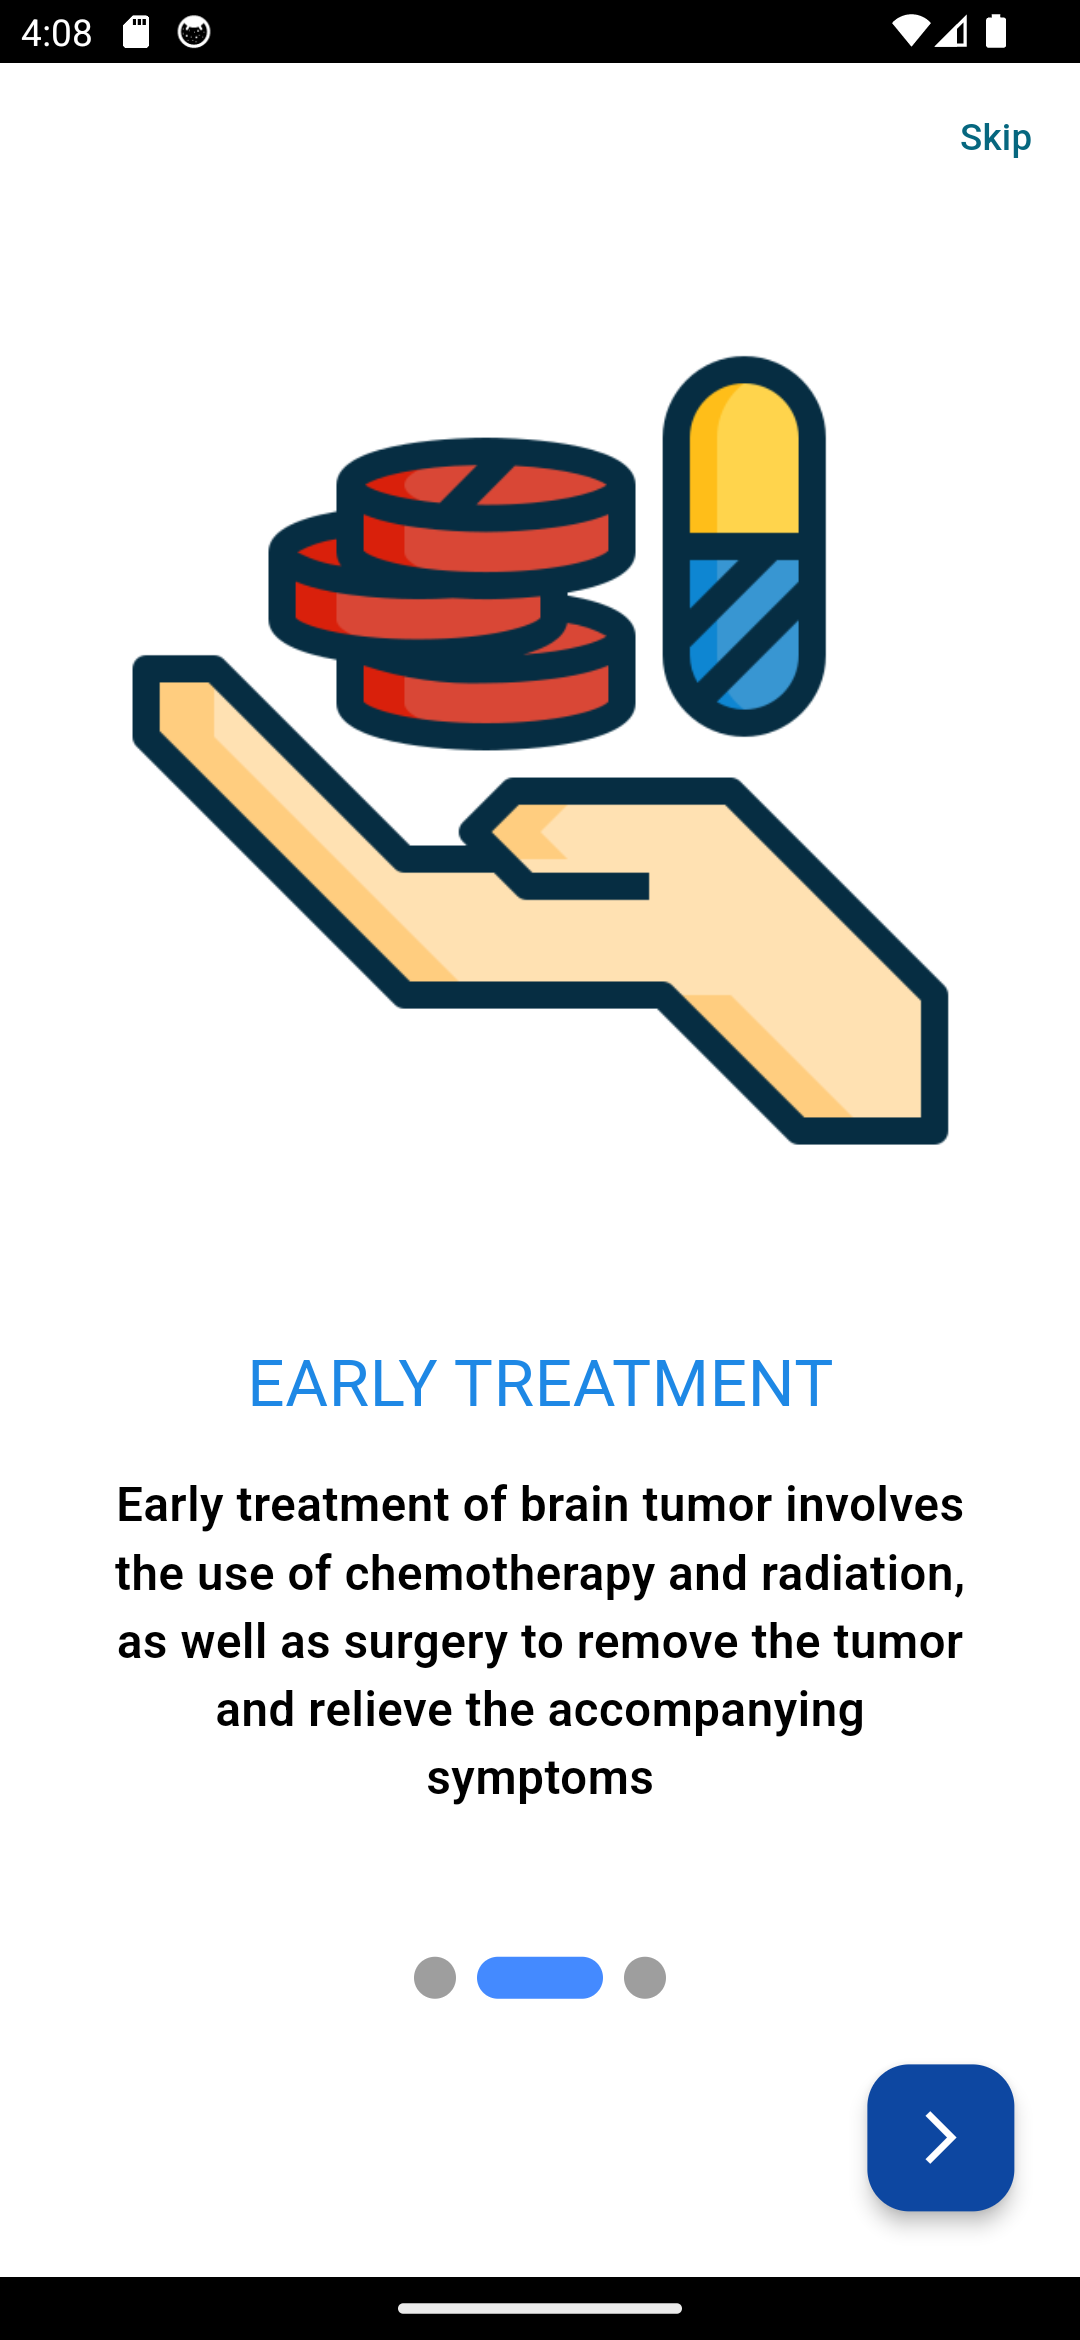 4:08
Skip
EARLY TREATMENT
Early treatment of brain tumor involves
the use of chemotherapy and radiation,
as well as surgery to remove the tumor
and relieve the accompanying
symptoms